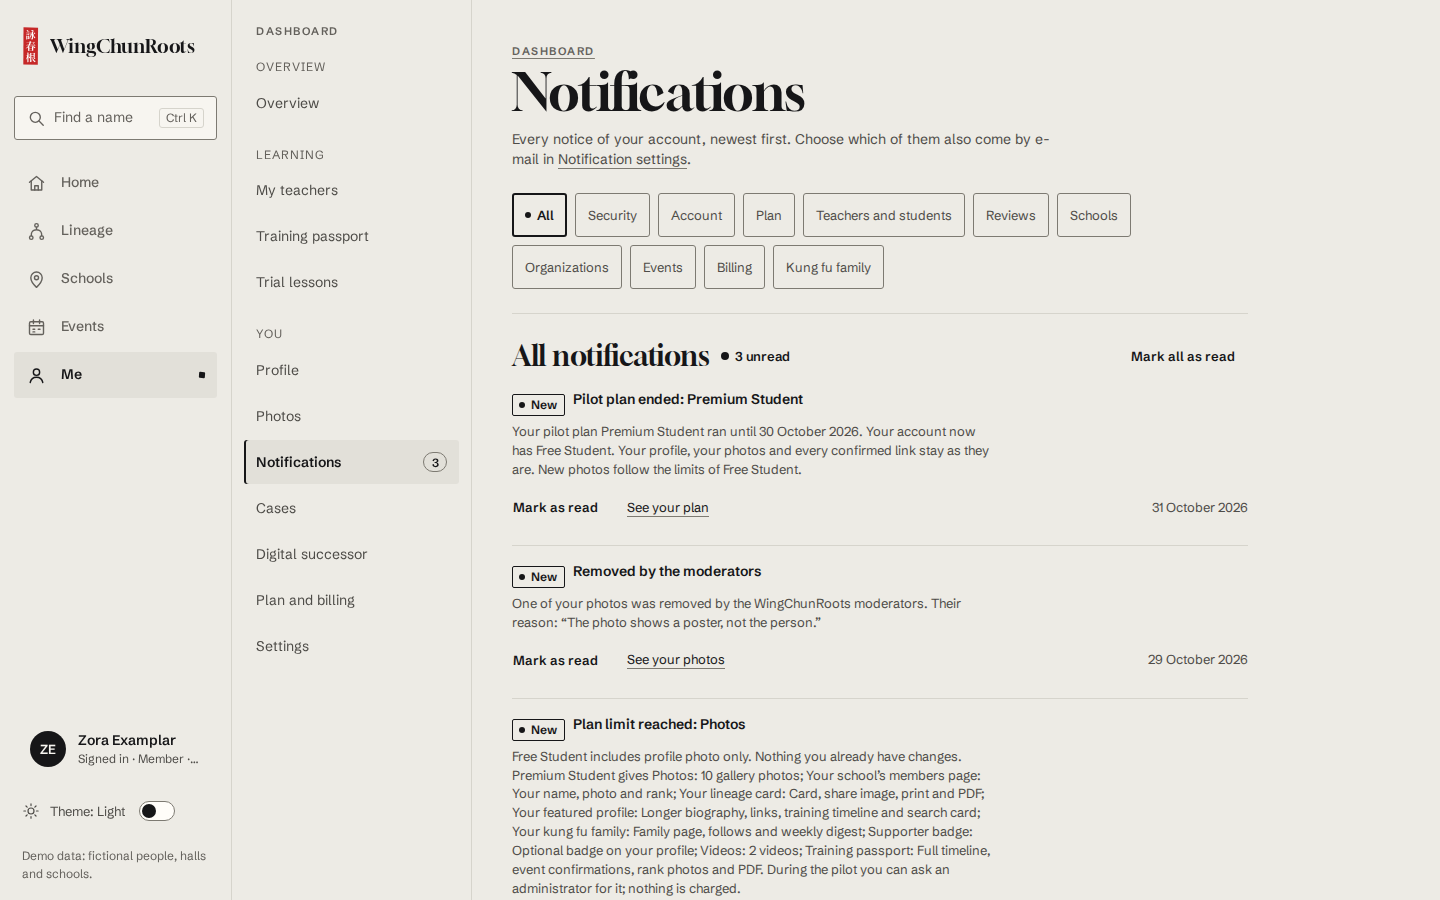 詠春根
WingChunRoots
Find a name
Ctrl K
Home
Lineage
Schools
Events
Me
ZE
Zora Examplar
Signed in · Member ·...
Theme: Light
Demo data: fictional people, halls
and schools.
DASHBOARD
OVERVIEW
Overview
LEARNING
My teachers
Training passport
Trial lessons
YOU
Profile
Photos
Notifications
3
Cases
Digital successor
Plan and billing
Settings
DASHBOARD
Notifications
Every notice of your account, newest first. Choose which of them also come by e-
mail in Notification settings.
All
Security
Account
Plan
Teachers and students
Reviews
Schools
Organizations
Events
Billing
Kung fu family
All notifications
3 unread
Mark all as read
New
Pilot plan ended: Premium Student
Your pilot plan Premium Student ran until 30 October 2026. Your account now
has Free Student. Your profile, your photos and every confirmed link stay as they
are. New photos follow the limits of Free Student.
Mark as read
See your plan
31 October 2026
New
Removed by the moderators
One of your photos was removed by the WingChunRoots moderators. Their
reason: “The photo shows a poster, not the person.”
Mark as read
See your photos
29 October 2026
New
Plan limit reached: Photos
Free Student includes profile photo only. Nothing you already have changes.
Premium Student gives Photos: 10 gallery photos; Your school’s members page:
Your name, photo and rank; Your lineage card: Card, share image, print and PDF;
Your featured profile: Longer biography, links, training timeline and search card;
Your kung fu family: Family page, follows and weekly digest; Supporter badge:
Optional badge on your profile; Videos: 2 videos; Training passport: Full timeline,
event confirmations, rank photos and PDF. During the pilot you can ask an
administrator for it; nothing is charged.